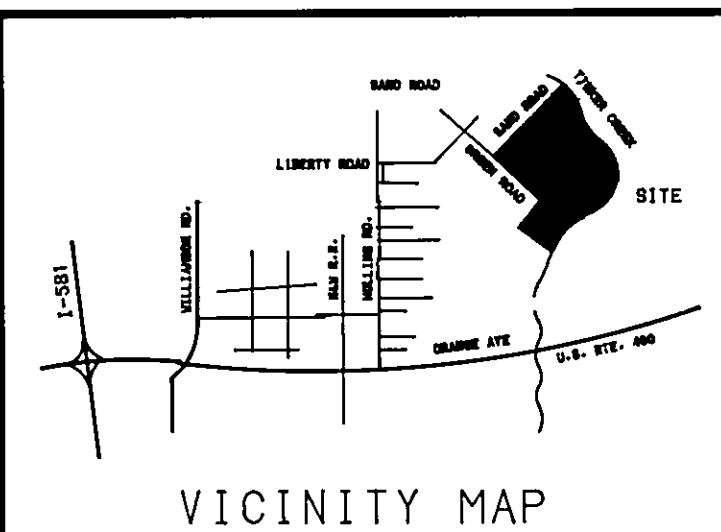 SAND ROAD
TINKER CREEK
LAND ROAD
LIBERTY ROAD
GREEN ROAD
SITE
WILLIAMSON RD.
N&W R.R.
HOLLINS RD.
I-581
ORANGE AVE
U.S. RTE. 460
VICINITY MAP